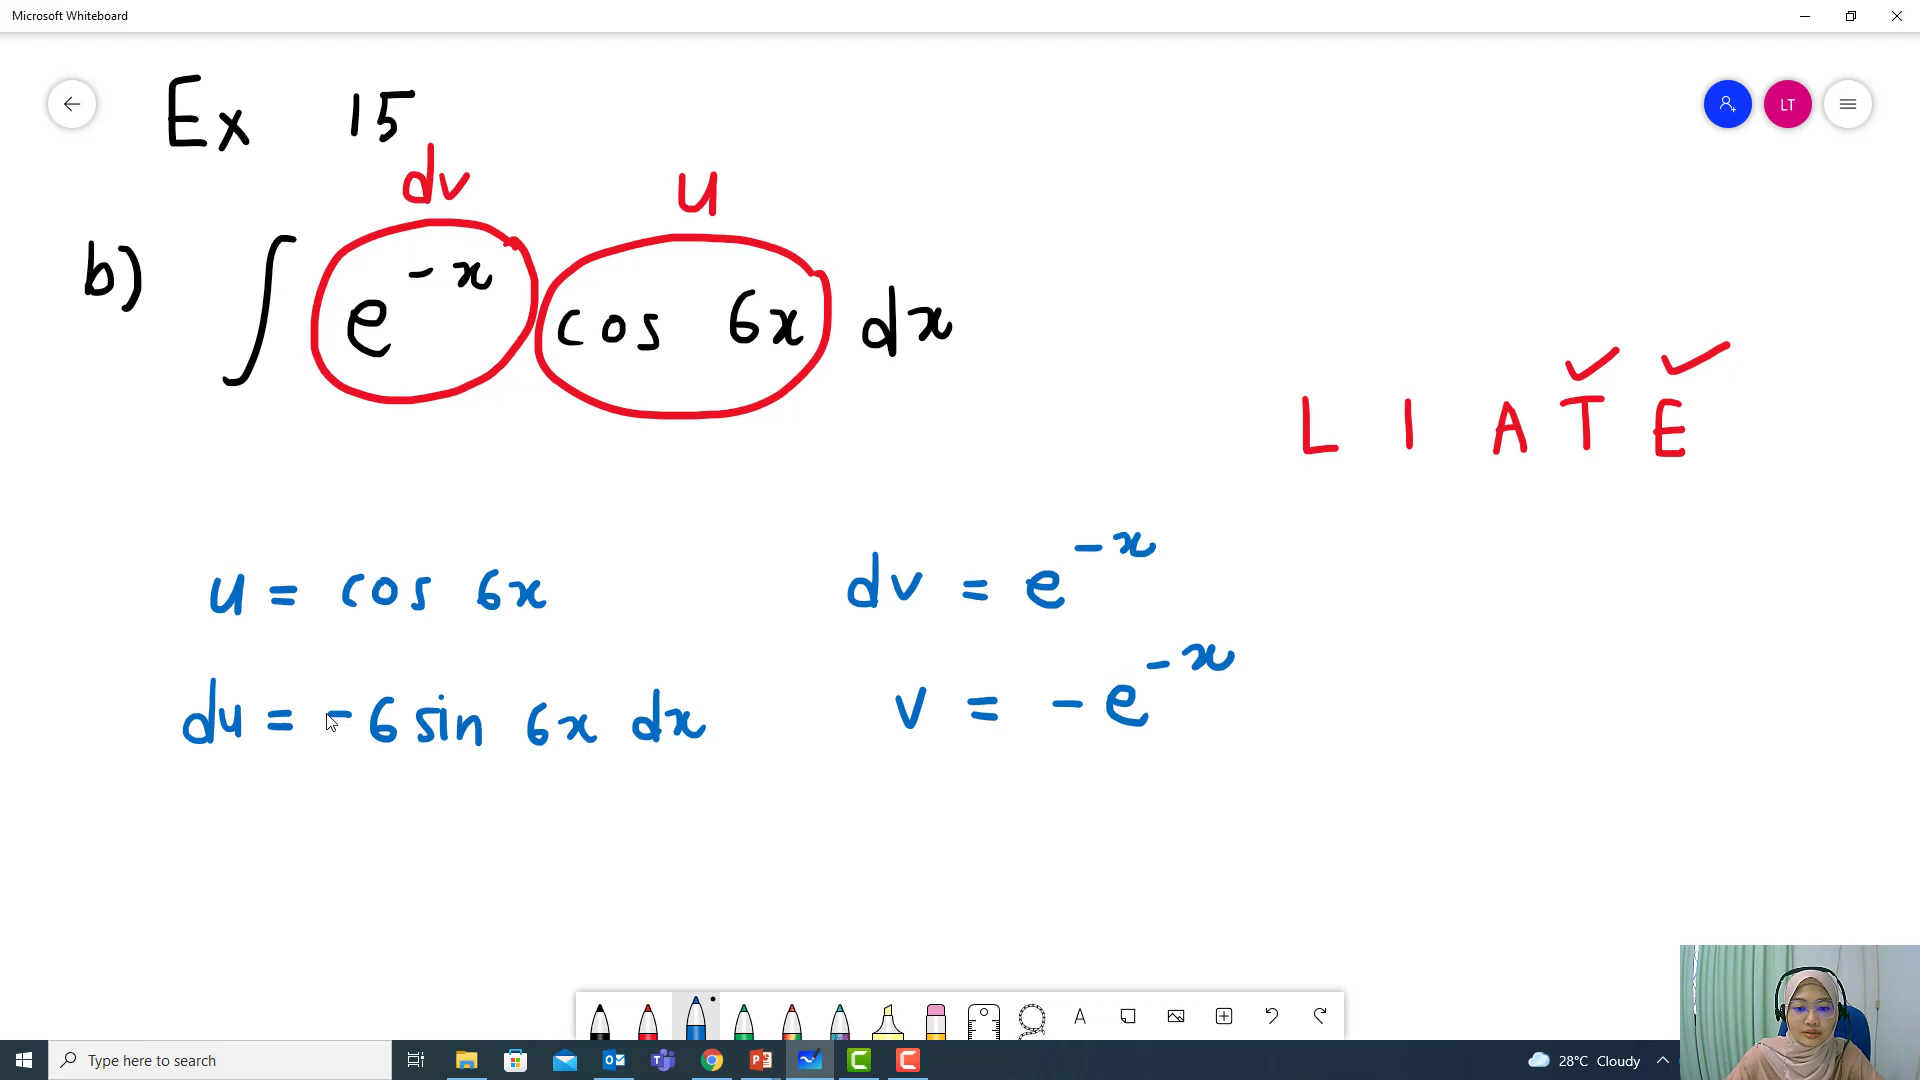 Microsoft Whiteboard
Ex 15
LT
dv u
b) ∫ e^{-x} cos 6x dx
L I A T E
u = cos 6x dv = e^{-x}
du = -6 sin 6x dx v = -e^{-x}
A
Type here to search
28°C Cloudy